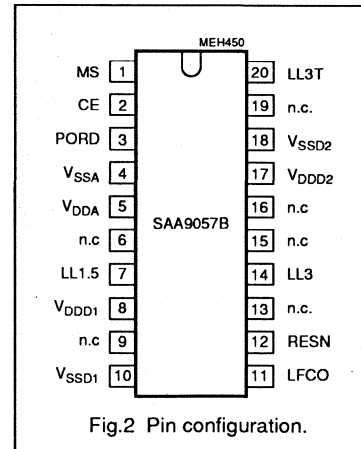 MEH450
MS 1 20 LL3T
CE 2 19 n.c.
PORD 3 18 VSSD2
VSSA 4 17 VDDD2
VDDA 5 16 n.c
SAA9057B
n.c 6 15 n.c
LL1.5 7 14 LL3
VDDD1 8 13 n.c.
n.c 9 12 RESN
VSSD1 10 11 LFCO
Fig.2 Pin configuration.